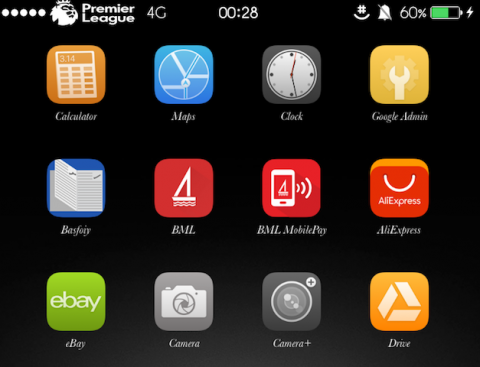 Premier League 4G 00:28 60%
3.14
Calculator Maps Clock Google Admin
AliExpress
Basfoiy BML BML MobilePay AliExpress
ebay
eBay Camera Camera+ Drive